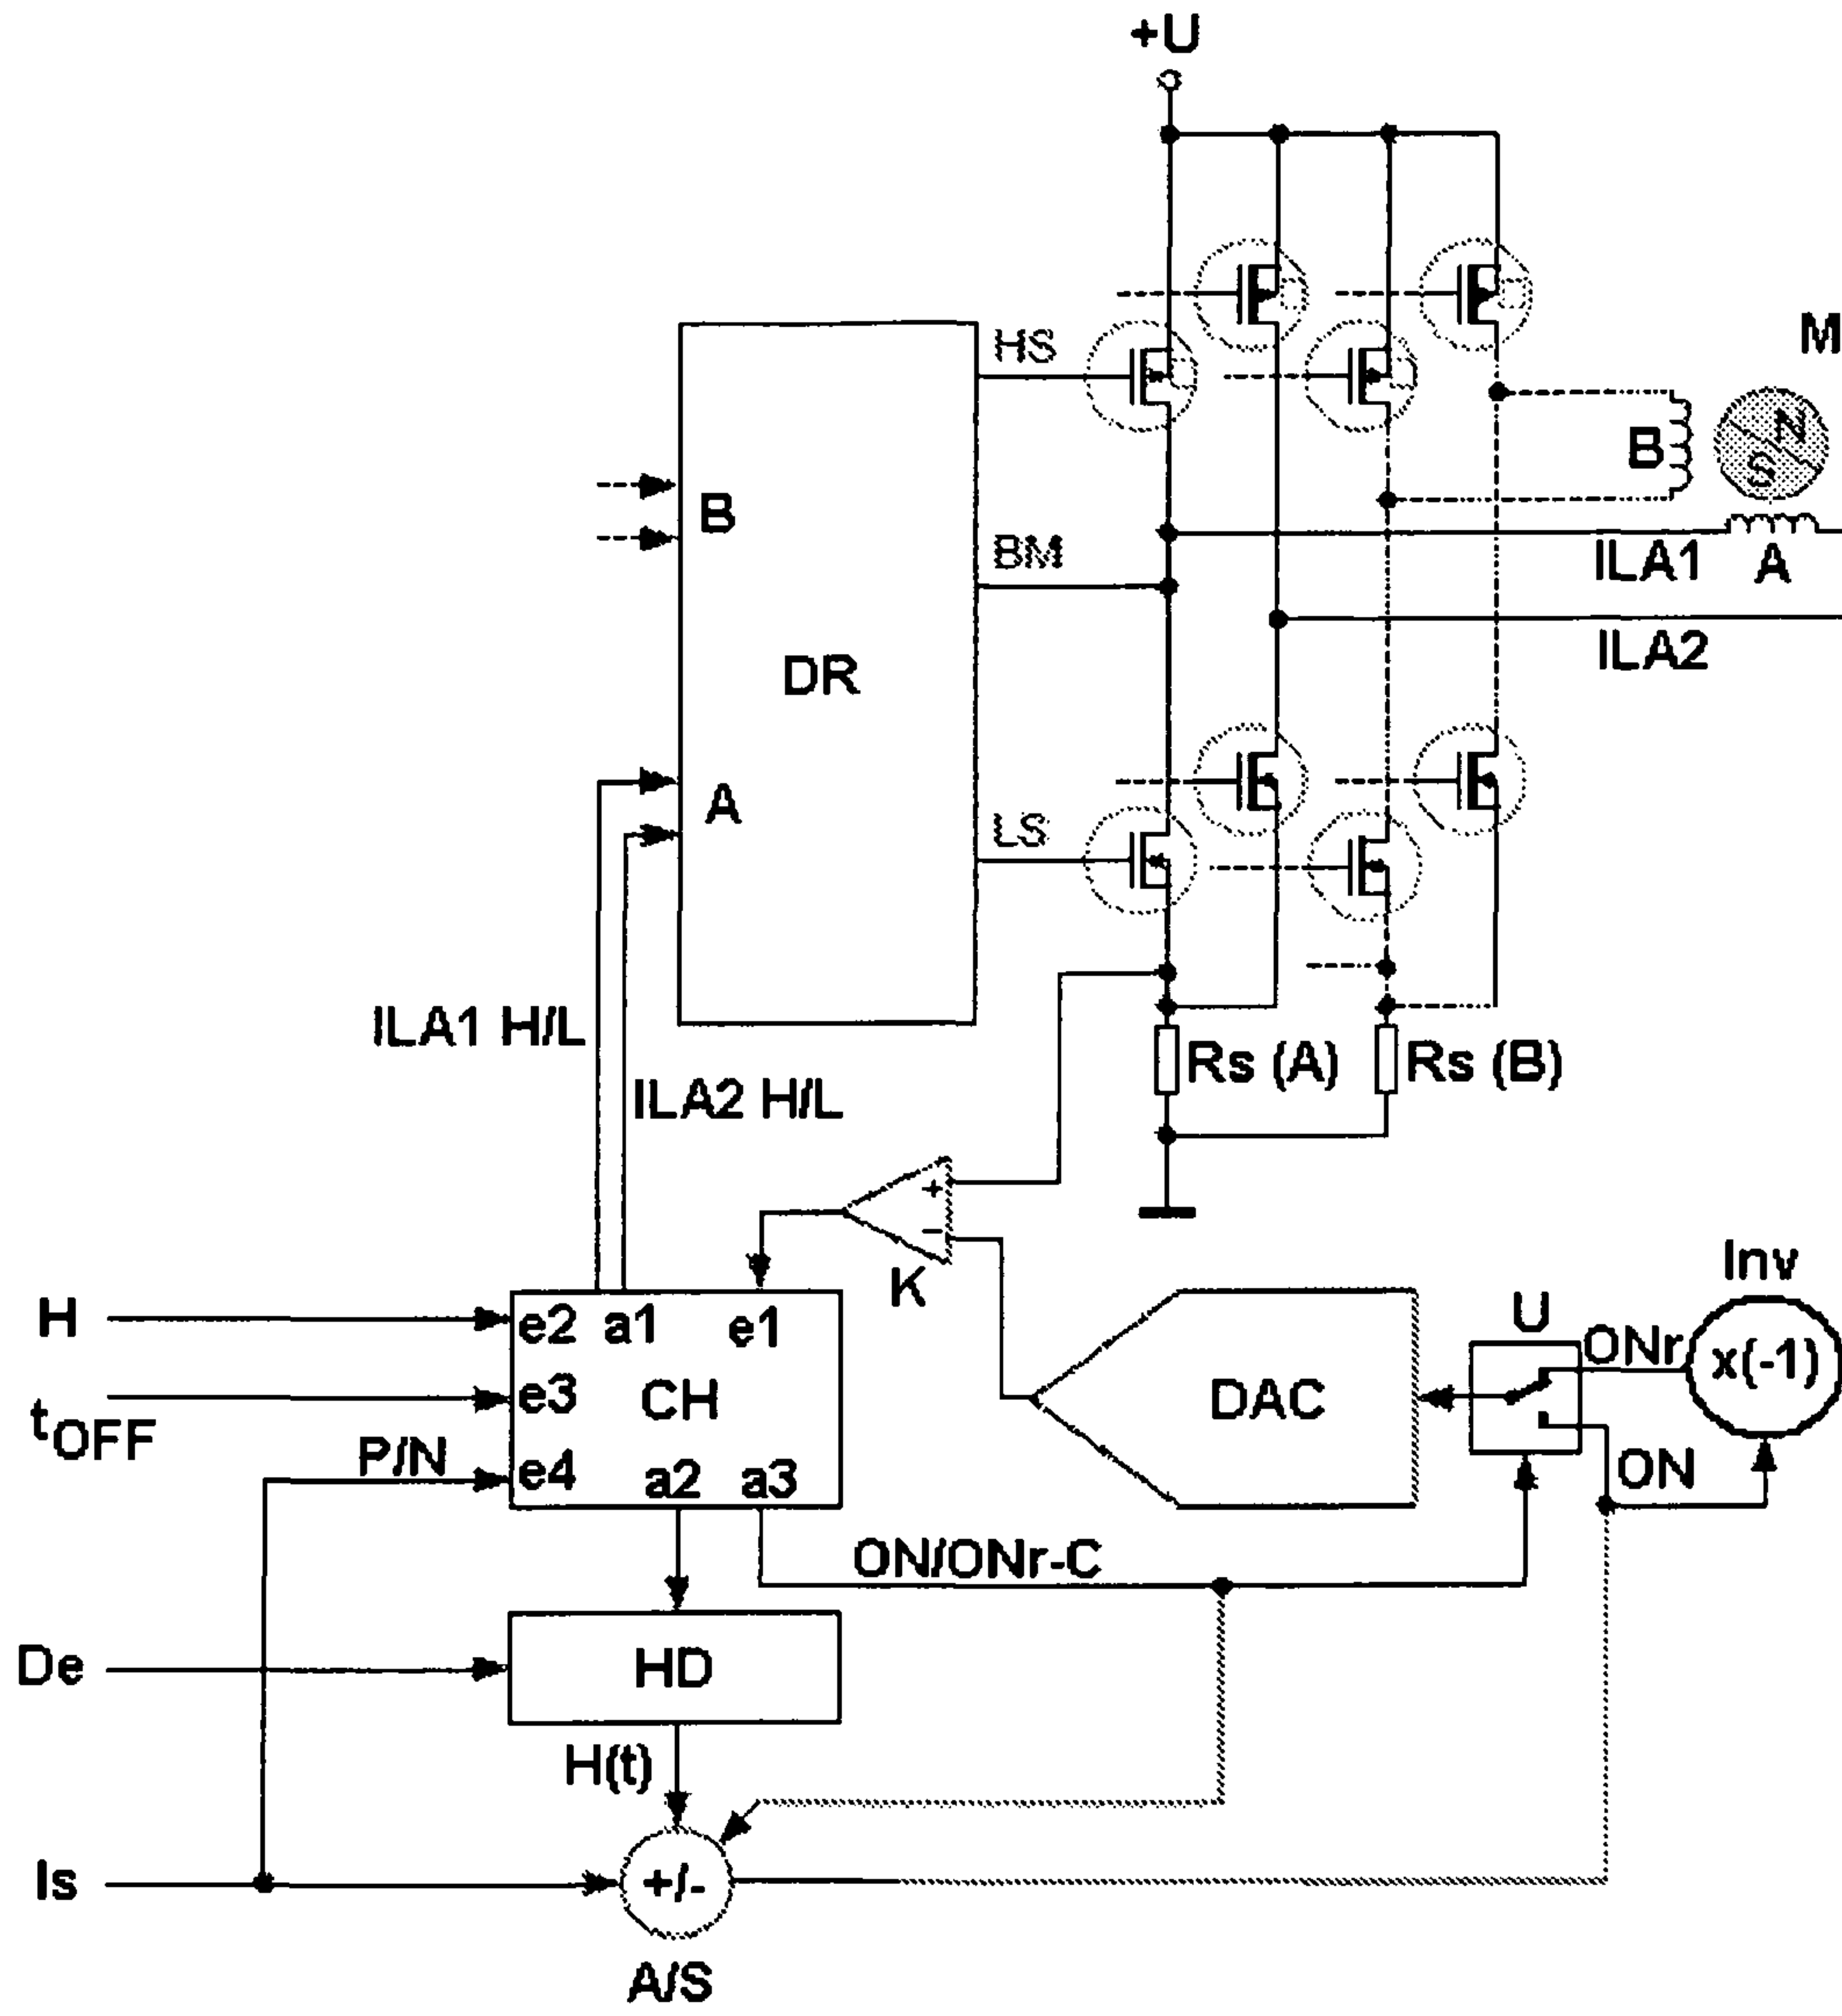 +U
M
HS
B
S/N
B
BM
ILA1
A
DR
ILA2
A
LS
ILA1 H/L
Rs (A)
Rs (B)
ILA2 H/L
+
−
K
Inv
U
ONr
x(-1)
H
e2
a1
e1
DAC
tOFF
e3
CH
P/N
e4
a2
a3
ON
ON/ONr-C
De
HD
H(t)
Is
+/-
A/S